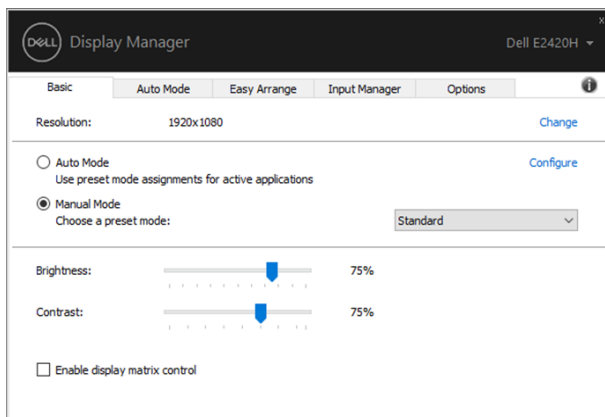 x
DELL Display Manager Dell E2420H
Basic Auto Mode Easy Arrange Input Manager Options i
Resolution: 1920x1080 Change
Auto Mode Configure
Use preset mode assignments for active applications
Manual Mode
Choose a preset mode: Standard
Brightness: 75%
Contrast: 75%
Enable display matrix control